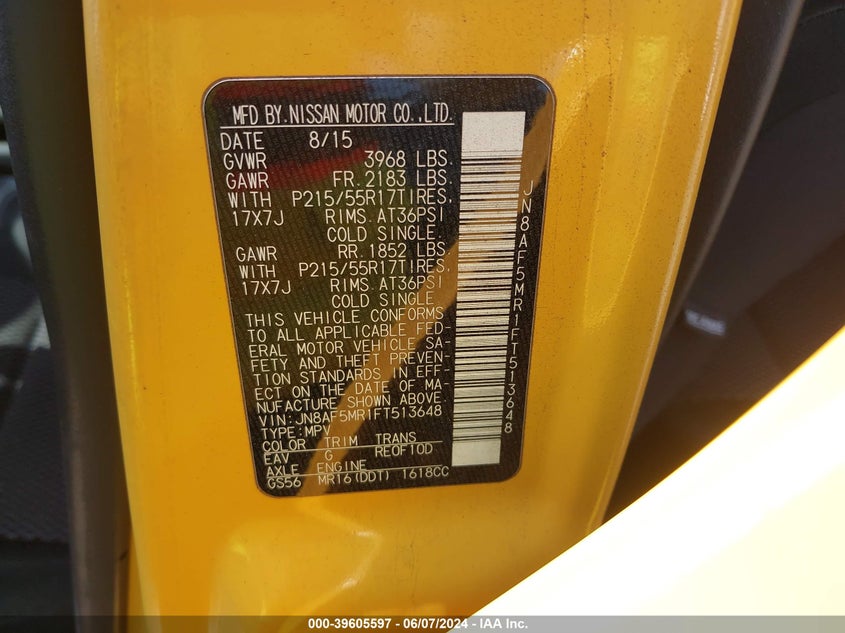 MFD BY NISSAN MOTOR CO.,LTD.
DATE 8/15
GVWR 3968 LBS.
GAWR FR. 2183 LBS.
WITH P215/55R17TIRES.
17X7J RIMS. AT36PSI
COLD SINGLE.
GAWR RR. 1852 LBS.
WITH P215/55R17TIRES.
17X7J RIMS. AT36PSI
COLD SINGLE.
THIS VEHICLE CONFORMS
TO ALL APPLICABLE FED-
ERAL MOTOR VEHICLE SA-
FETY AND THEFT PREVEN-
TION STANDARDS IN EFF-
ECT ON THE DATE OF MA-
NUFACTURE SHOWN ABOVE.
VIN:JN8AF5MR1FT513648
TYPE:MPV
COLOR TRIM TRANS
EAV G RE0F10D
AXLE ENGINE
GS56 MR16(DDT) 1618CC
JN8AF5MR1FT513648
000-39605597 - 06/07/2024 - IAA Inc.